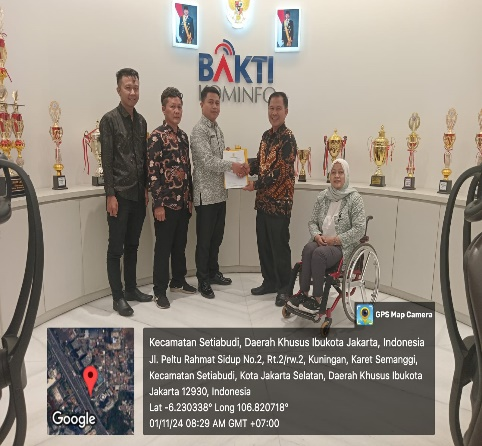 BAKTI
KOMINFO
GPS Map Camera
Kecamatan Setiabudi, Daerah Khusus Ibukota Jakarta, Indonesia
Jl. Peltu Rahmat Sidup No.2, Rt.2/rw.2, Kuningan, Karet Semanggi,
Kecamatan Setiabudi, Kota Jakarta Selatan, Daerah Khusus Ibukota
Jakarta 12930, Indonesia
Lat -6.230338° Long 106.820718°
01/11/24 08:29 AM GMT +07:00
Google